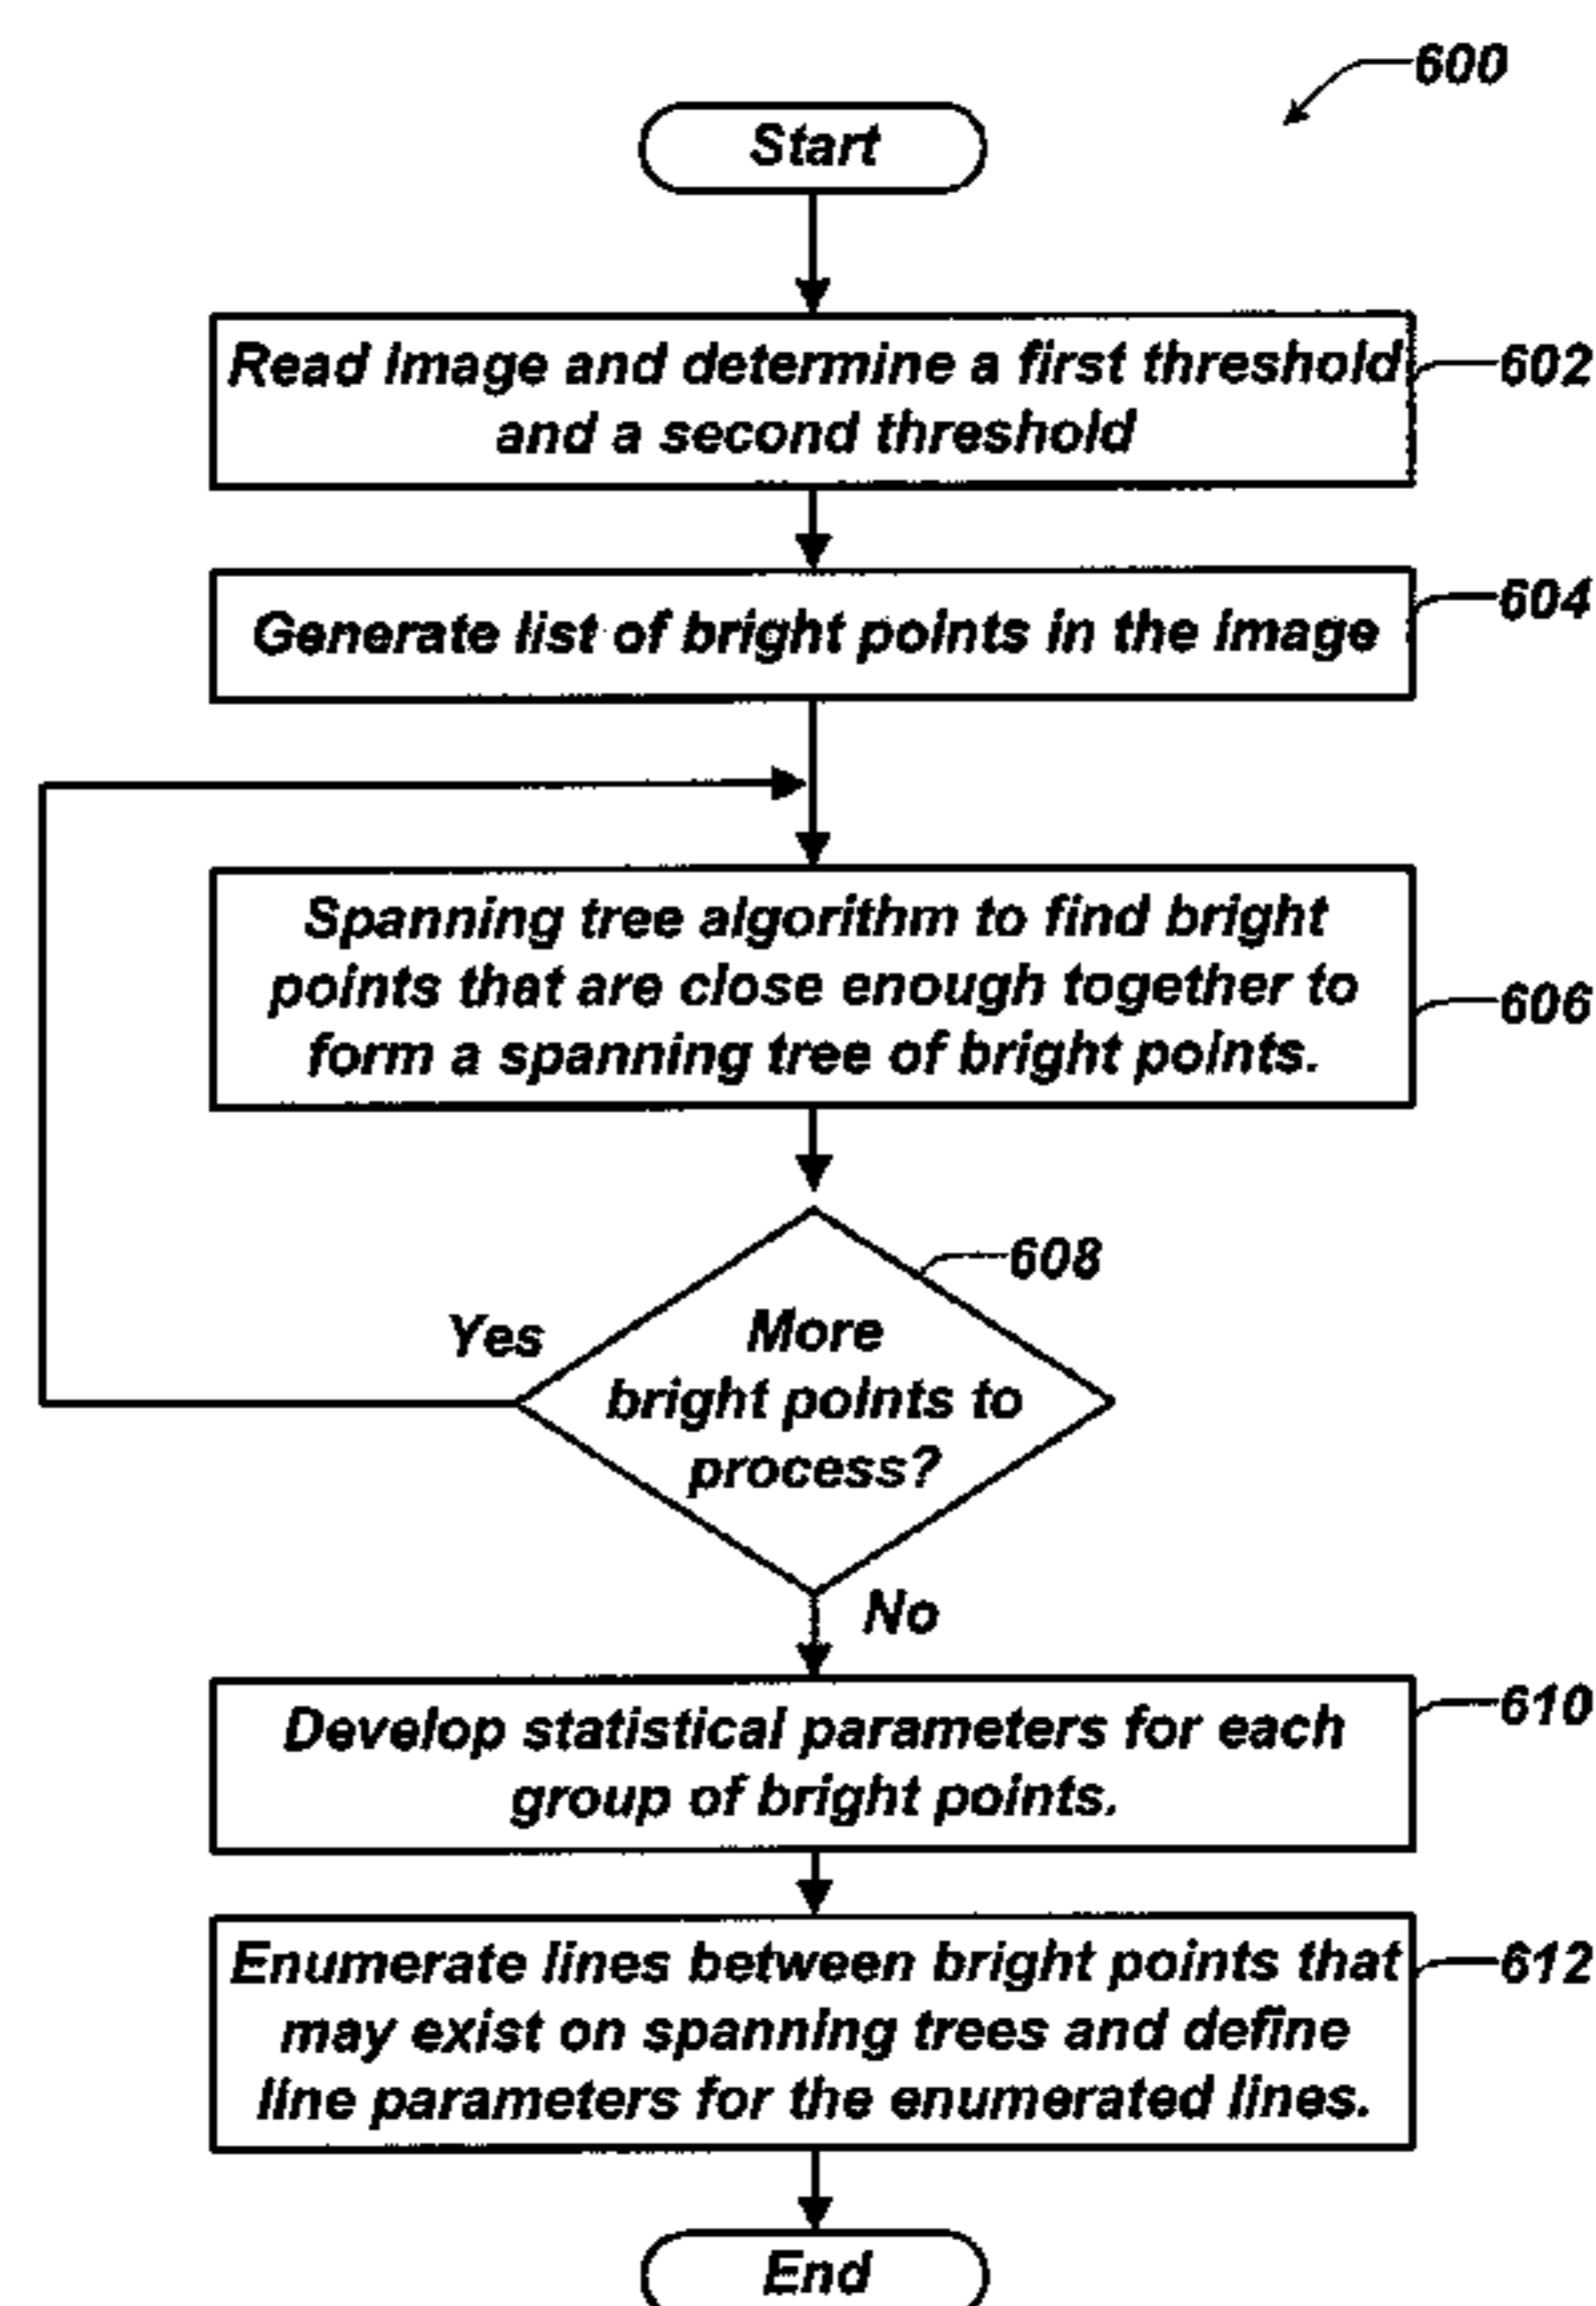 600
Start
Read image and determine a first threshold
and a second threshold
602
Generate list of bright points in the image
604
Spanning tree algorithm to find bright
points that are close enough together to
form a spanning tree of bright points.
606
608
Yes
More
bright points to
process?
No
Develop statistical parameters for each
group of bright points.
610
Enumerate lines between bright points that
may exist on spanning trees and define
line parameters for the enumerated lines.
612
End